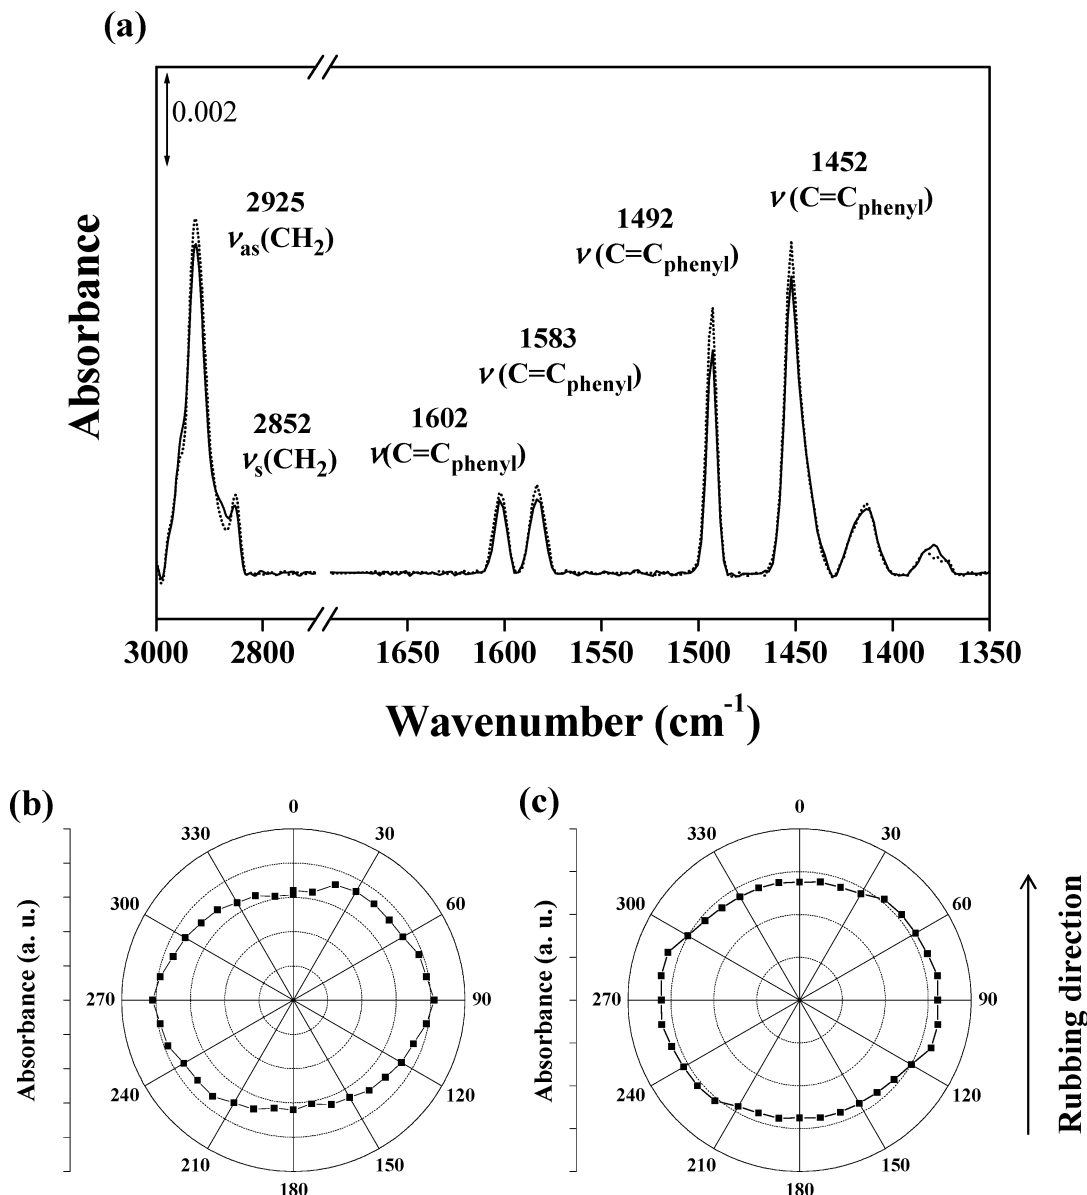 (a)
0.002
1452
ν (C=Cphenyl)
2925
νas(CH2)
1492
ν (C=Cphenyl)
1583
ν (C=Cphenyl)
2852
νs(CH2)
1602
ν(C=Cphenyl)
Absorbance
3000 2800 1650 1600 1550 1500 1450 1400 1350
Wavenumber (cm-1)
(b)
0
30
60
90
120
150
180
210
240
270
300
330
Absorbance (a. u.)
(c)
0
30
60
90
120
150
180
210
240
270
300
330
Absorbance (a. u.)
Rubbing direction